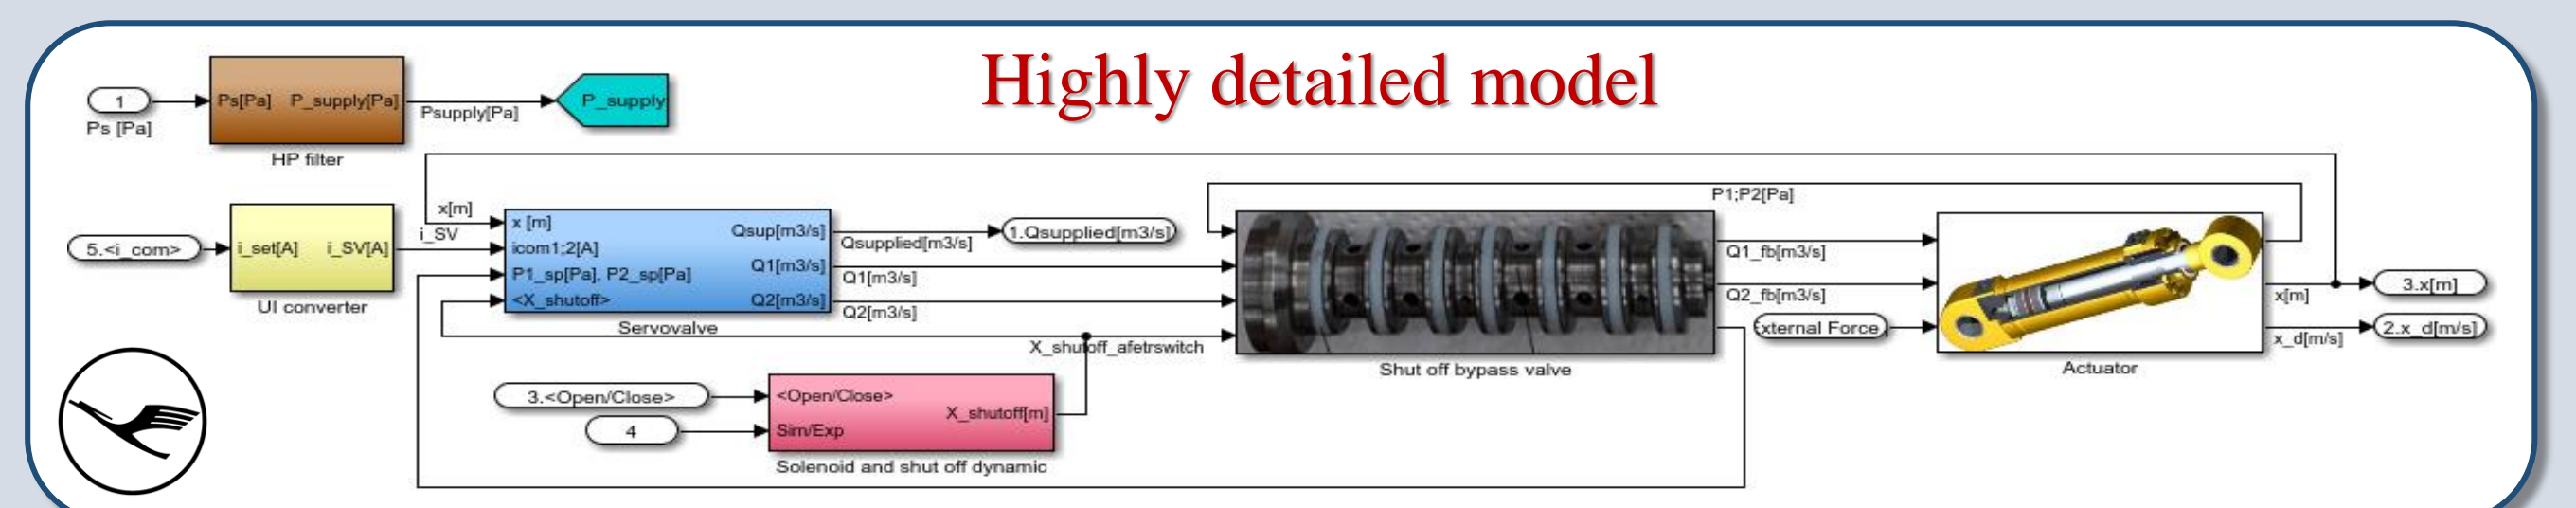 Highly detailed model
1
Ps [Pa]
Ps[Pa] P_supply[Pa]
HP filter
Psupply[Pa]
P_supply
5.<i_com>
i_set[A] i_SV[A]
UI converter
x[m]
i_SV
x [m]
icom1;2[A]
P1_sp[Pa], P2_sp[Pa]
<X_shutoff>
Qsup[m3/s]
Q1[m3/s]
Q2[m3/s]
Servovalve
Qsupplied[m3/s]
Q1[m3/s]
Q2[m3/s]
1.Qsupplied[m3/s]
X_shutoff_afetrswitch
3.<Open/Close>
4
<Open/Close>
Sim/Exp
X_shutoff[m]
Solenoid and shut off dynamic
P1;P2[Pa]
Shut off bypass valve
Q1_fb[m3/s]
Q2_fb[m3/s]
xternal Force
Actuator
x[m]
x_d[m/s]
3.x[m]
2.x_d[m/s]